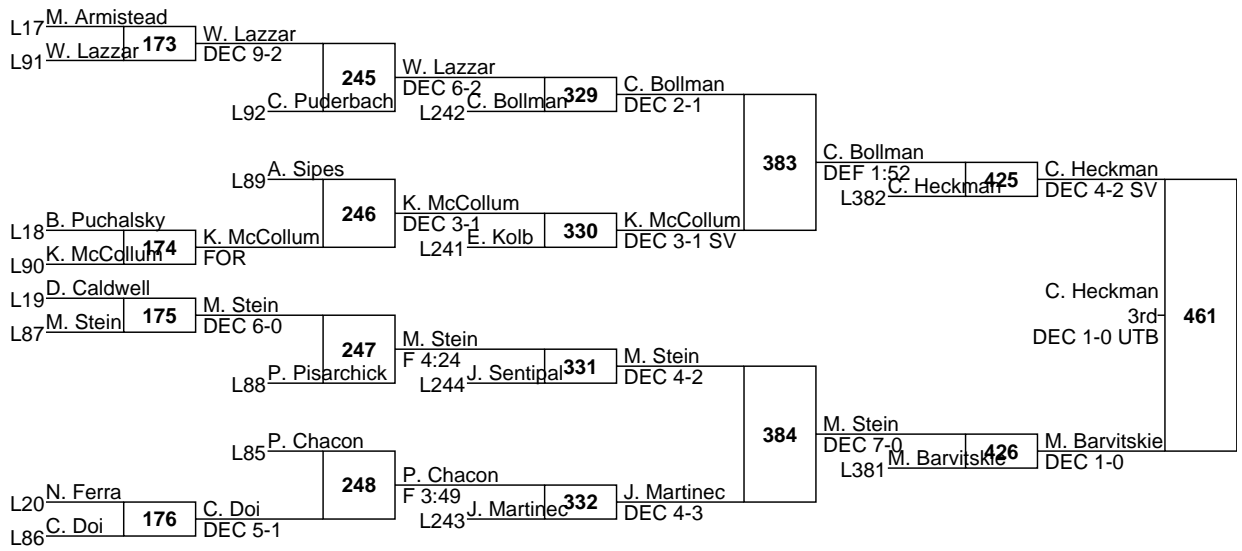 L17 M. Armistead
173
W. Lazzar
DEC 9-2
L91 W. Lazzar
245
W. Lazzar
DEC 6-2
L92 C. Puderbach
L242 C. Bollman
329
C. Bollman
DEC 2-1
383
C. Bollman
DEF 1:52
L89 A. Sipes
246
K. McCollum
DEC 3-1
L18 B. Puchalsky
174
K. McCollum
FOR
L90 K. McCollum
L241 E. Kolb
330
K. McCollum
DEC 3-1 SV
L382 C. Heckman
425
C. Heckman
DEC 4-2 SV
L19 D. Caldwell
175
M. Stein
DEC 6-0
L87 M. Stein
247
M. Stein
F 4:24
L88 P. Pisarchick
L244 J. Sentipal
331
M. Stein
DEC 4-2
384
M. Stein
DEC 7-0
L85 P. Chacon
248
P. Chacon
F 3:49
L20 N. Ferra
176
C. Doi
DEC 5-1
L86 C. Doi
L243 J. Martinec
332
J. Martinec
DEC 4-3
L381 M. Barvitskie
426
M. Barvitskie
DEC 1-0
C. Heckman
3rd
DEC 1-0 UTB
461